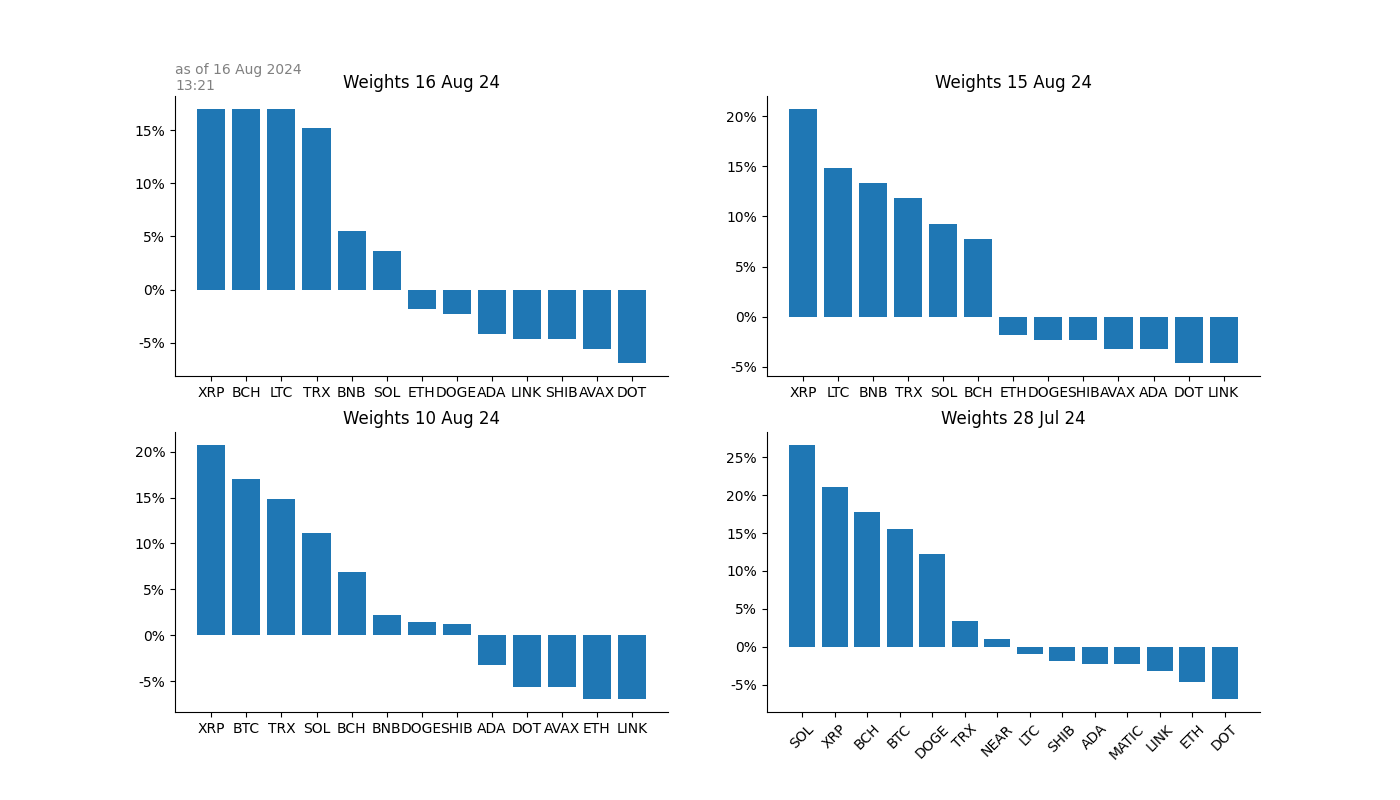 as of 16 Aug 2024
13:21
Weights 16 Aug 24
15%
10%
5%
0%
-5%
XRP BCH LTC TRX BNB SOL ETH DOGE ADA LINK SHIB AVAX DOT
Weights 15 Aug 24
20%
15%
10%
5%
0%
-5%
XRP LTC BNB TRX SOL BCH ETH DOGE SHIB AVAX ADA DOT LINK
Weights 10 Aug 24
20%
15%
10%
5%
0%
-5%
XRP BTC TRX SOL BCH BNB DOGE SHIB ADA DOT AVAX ETH LINK
Weights 28 Jul 24
25%
20%
15%
10%
5%
0%
-5%
SOL XRP BCH BTC DOGE TRX NEAR LTC SHIB ADA MATIC LINK ETH DOT